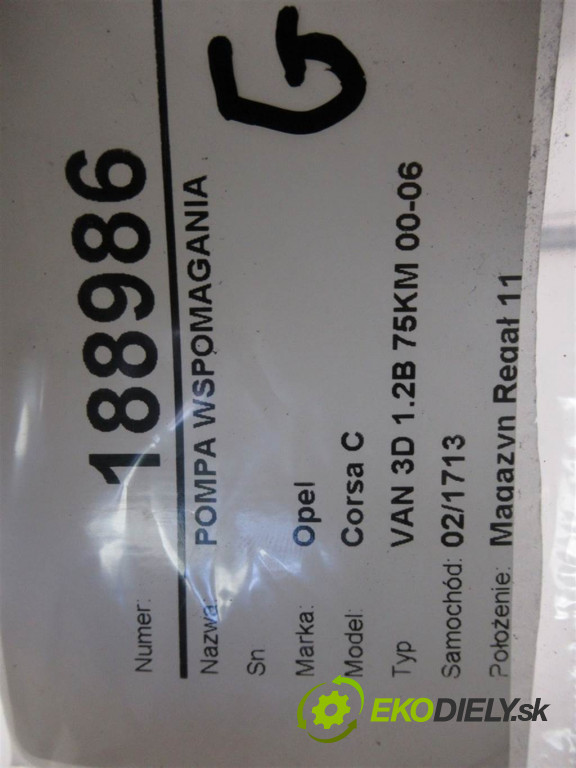 G
Numer: 188986
Nazwa: POMPA WSPOMAGANIA
Sn
Marka: Opel
Model: Corsa C
Typ VAN 3D 1.2B 75KM 00-06
Samochód: 02/1713
Położenie: Magazyn Regał 11
EKODIELY.sk